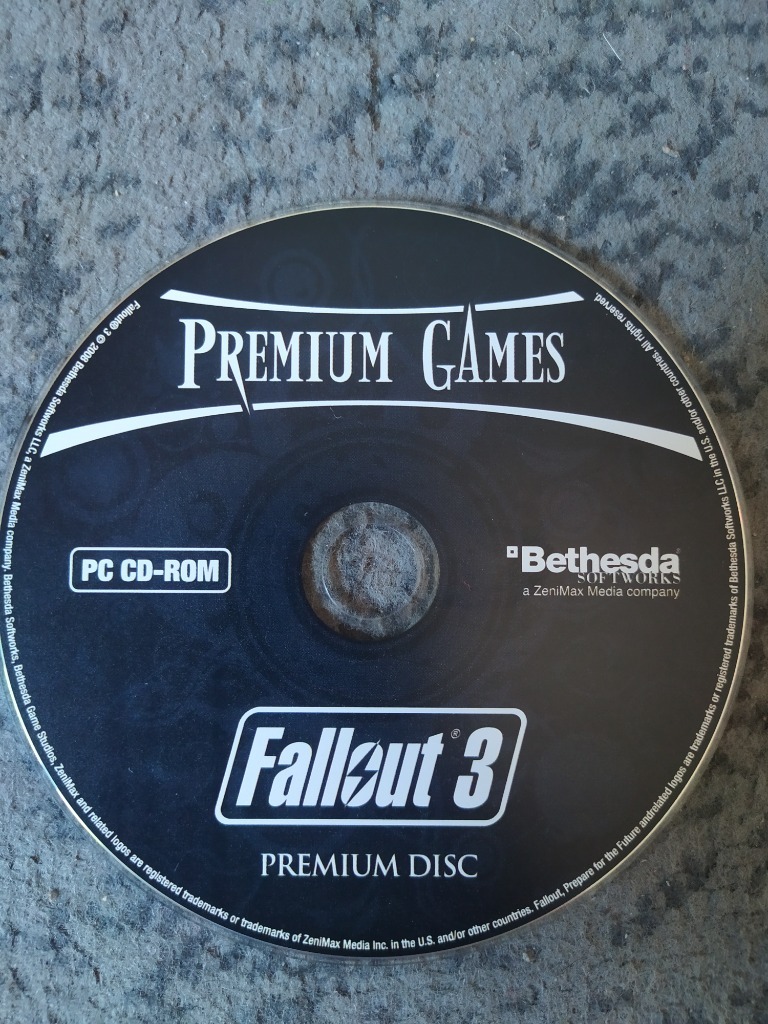 PREMIUM GAMES
PC CD-ROM
Bethesda®
SOFTWORKS
a ZeniMax Media company
Fallout® 3
PREMIUM DISC
Fallout® 3 © 2008 Bethesda Softworks LLC, a ZeniMax Media company. Bethesda Softworks, Bethesda Game Studios, ZeniMax and related logos are registered trademarks or trademarks of ZeniMax Media Inc. in the U.S. and/or other countries. Fallout, Prepare for the Future andrelated logos are trademarks or registered trademarks of Bethesda Softworks LLC in the U.S. and/or other countries. All rights reserved.